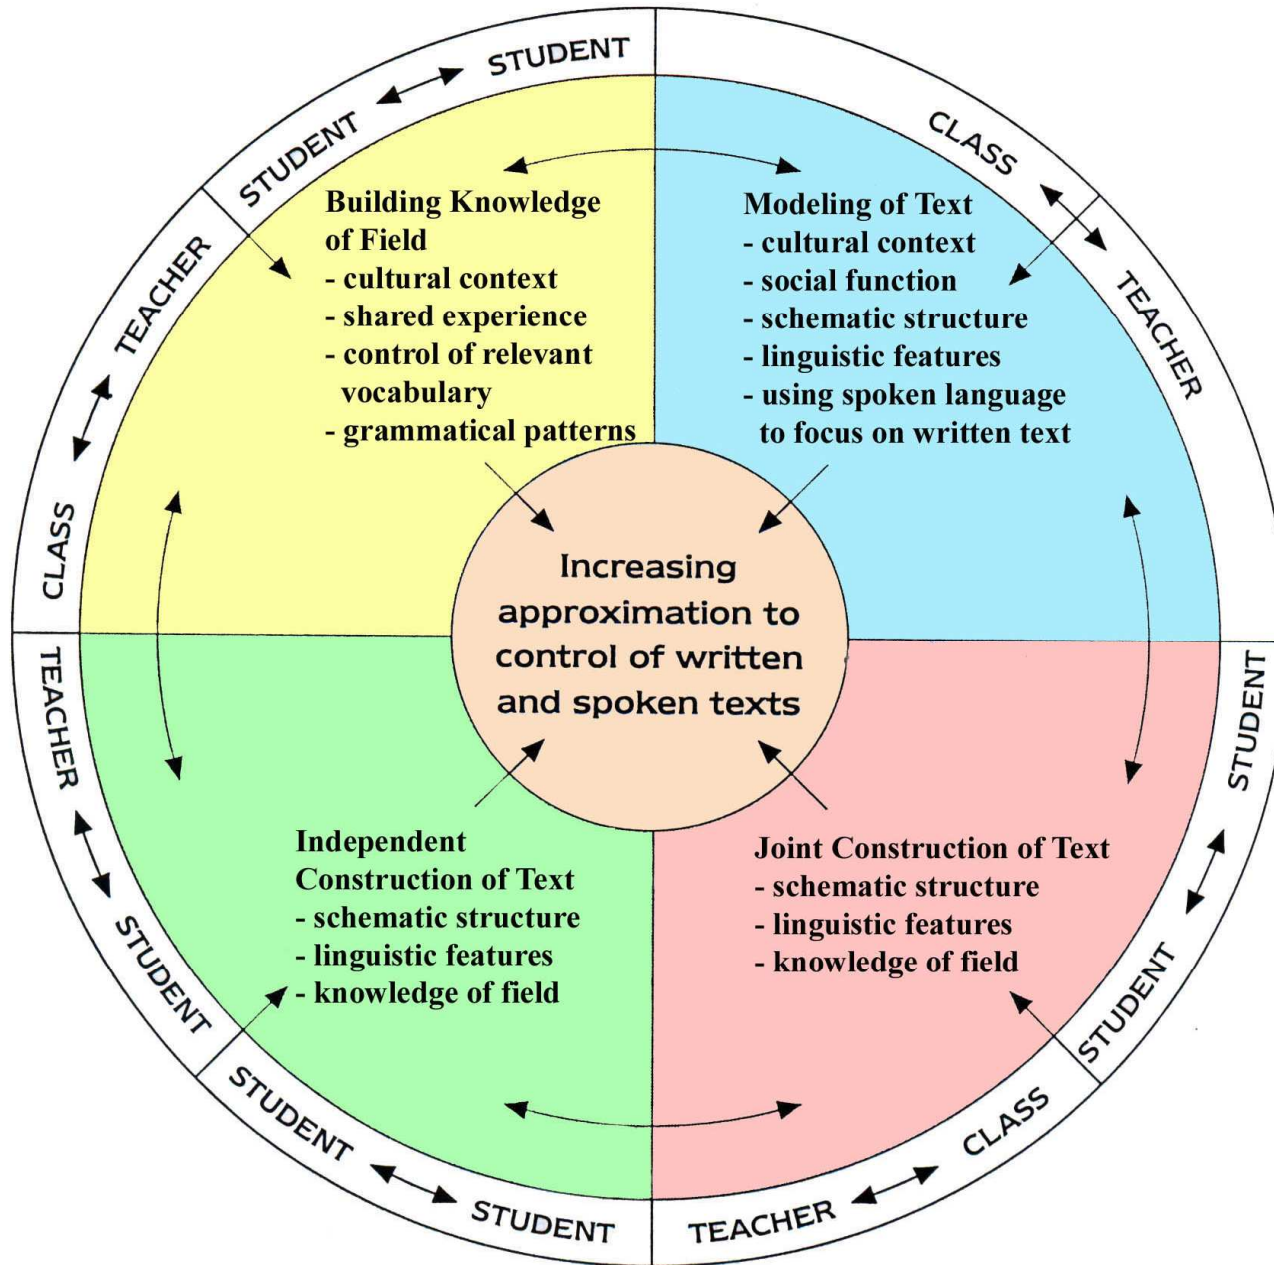 STUDENT ↔ STUDENT
CLASS ↔ TEACHER
Building Knowledge
of Field
- cultural context
- shared experience
- control of relevant
vocabulary
- grammatical patterns
CLASS ↔ TEACHER
Modeling of Text
- cultural context
- social function
- schematic structure
- linguistic features
- using spoken language
to focus on written text
Increasing
approximation to
control of written
and spoken texts
TEACHER ↔ STUDENT
STUDENT ↔ STUDENT
Independent
Construction of Text
- schematic structure
- linguistic features
- knowledge of field
STUDENT ↔ STUDENT
TEACHER ↔ CLASS
Joint Construction of Text
- schematic structure
- linguistic features
- knowledge of field